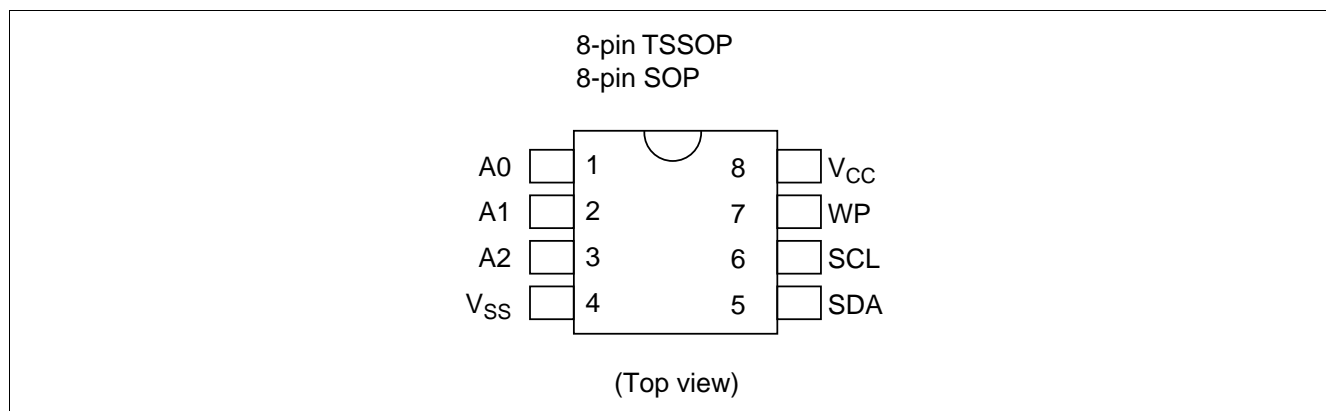 8-pin TSSOP
8-pin SOP
A0 1 8 VCC
A1 2 7 WP
A2 3 6 SCL
VSS 4 5 SDA
(Top view)